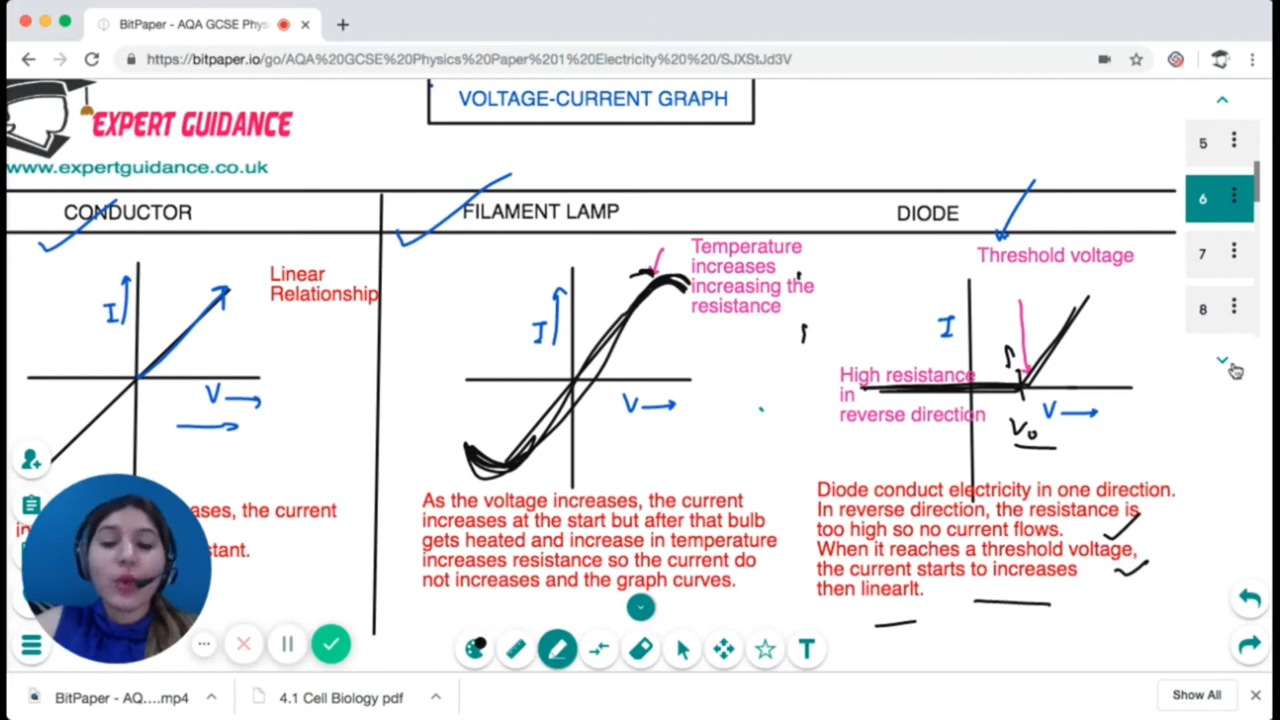 BitPaper - AQA GCSE Phys
https://bitpaper.io/go/AQA%20GCSE%20Physics%20Paper%201%20Electricity%20%20/SJXStJd3V
VOLTAGE-CURRENT GRAPH
EXPERT GUIDANCE
www.expertguidance.co.uk
5
6
7
8
CONDUCTOR
FILAMENT LAMP
DIODE
Linear
Relationship
I
V
Temperature
increases
increasing the
resistance
I
V
Threshold voltage
I
High resistance
in
reverse direction
V
V₀
ases, the current
in
stant.
As the voltage increases, the current
increases at the start but after that bulb
gets heated and increase in temperature
increases resistance so the current do
not increases and the graph curves.
Diode conduct electricity in one direction.
In reverse direction, the resistance is
too high so no current flows.
When it reaches a threshold voltage,
the current starts to increases
then linearlt.
T
BitPaper - AQ....mp4
4.1 Cell Biology pdf
Show All